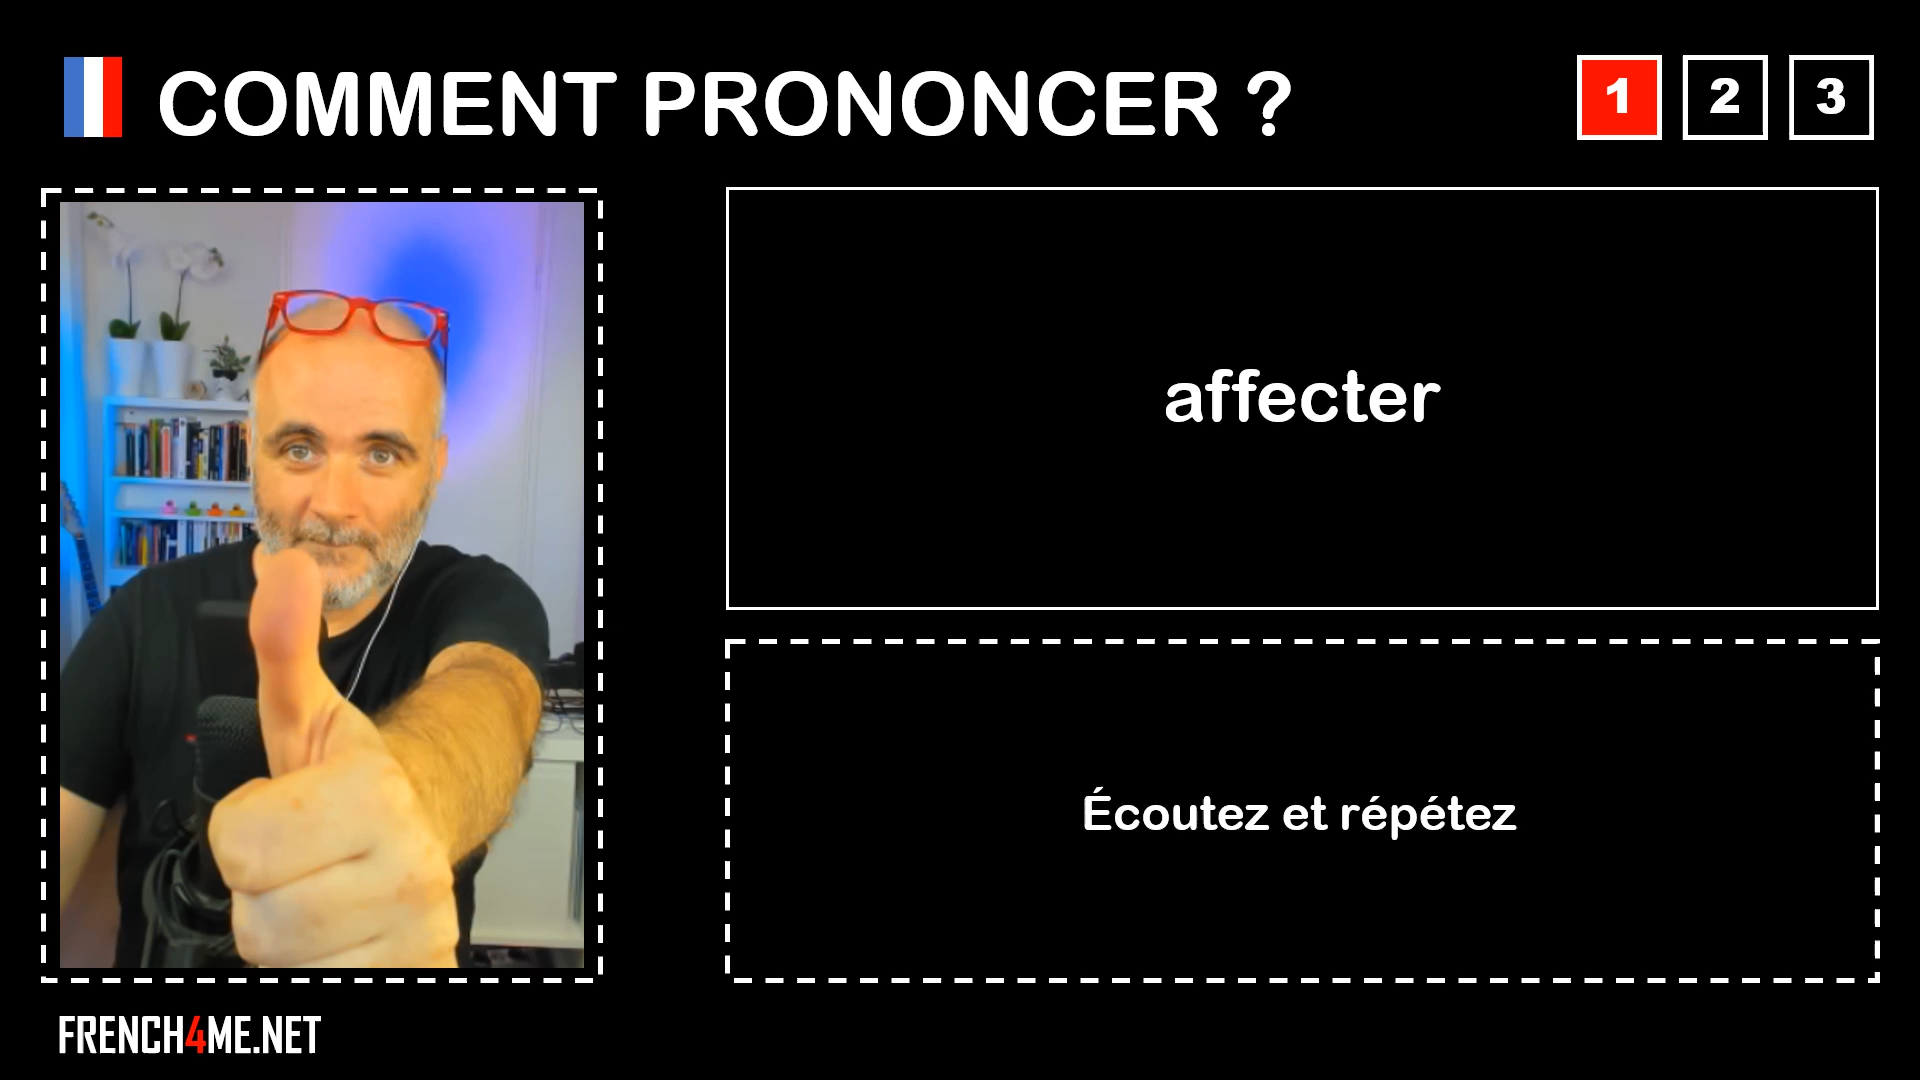 COMMENT PRONONCER ?
1 2 3
affecter
Écoutez et répétez
FRENCH4ME.NET